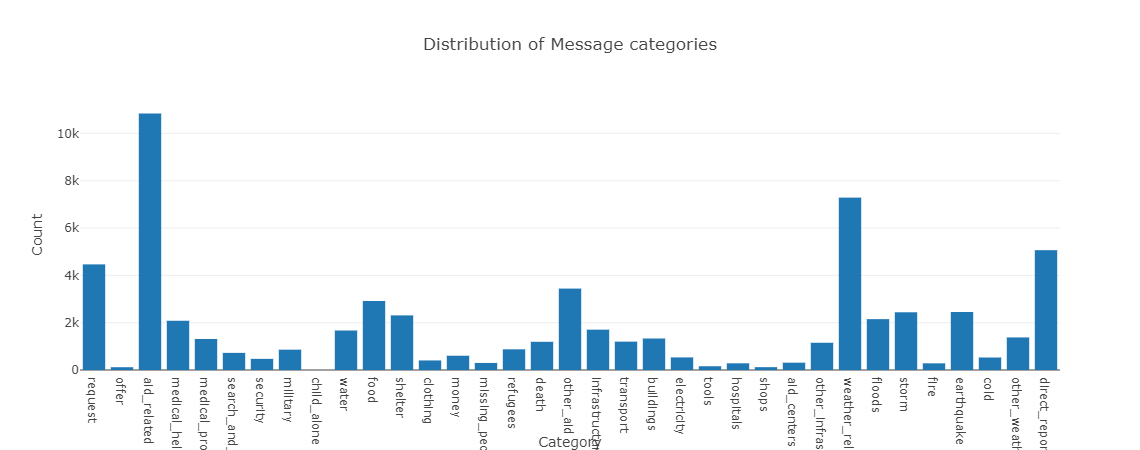 Distribution of Message categories
10k
8k
6k
4k
2k
0
Count
request
offer
aid_related
medical_hel
medical_pro
search_and_
security
military
child_alone
water
food
shelter
clothing
money
missing_peo
refugees
death
other_aid
infrastructur
transport
buildings
electricity
tools
hospitals
shops
aid_centers
other_infras
weather_rel
floods
storm
fire
earthquake
cold
other_weath
direct_repor
Category